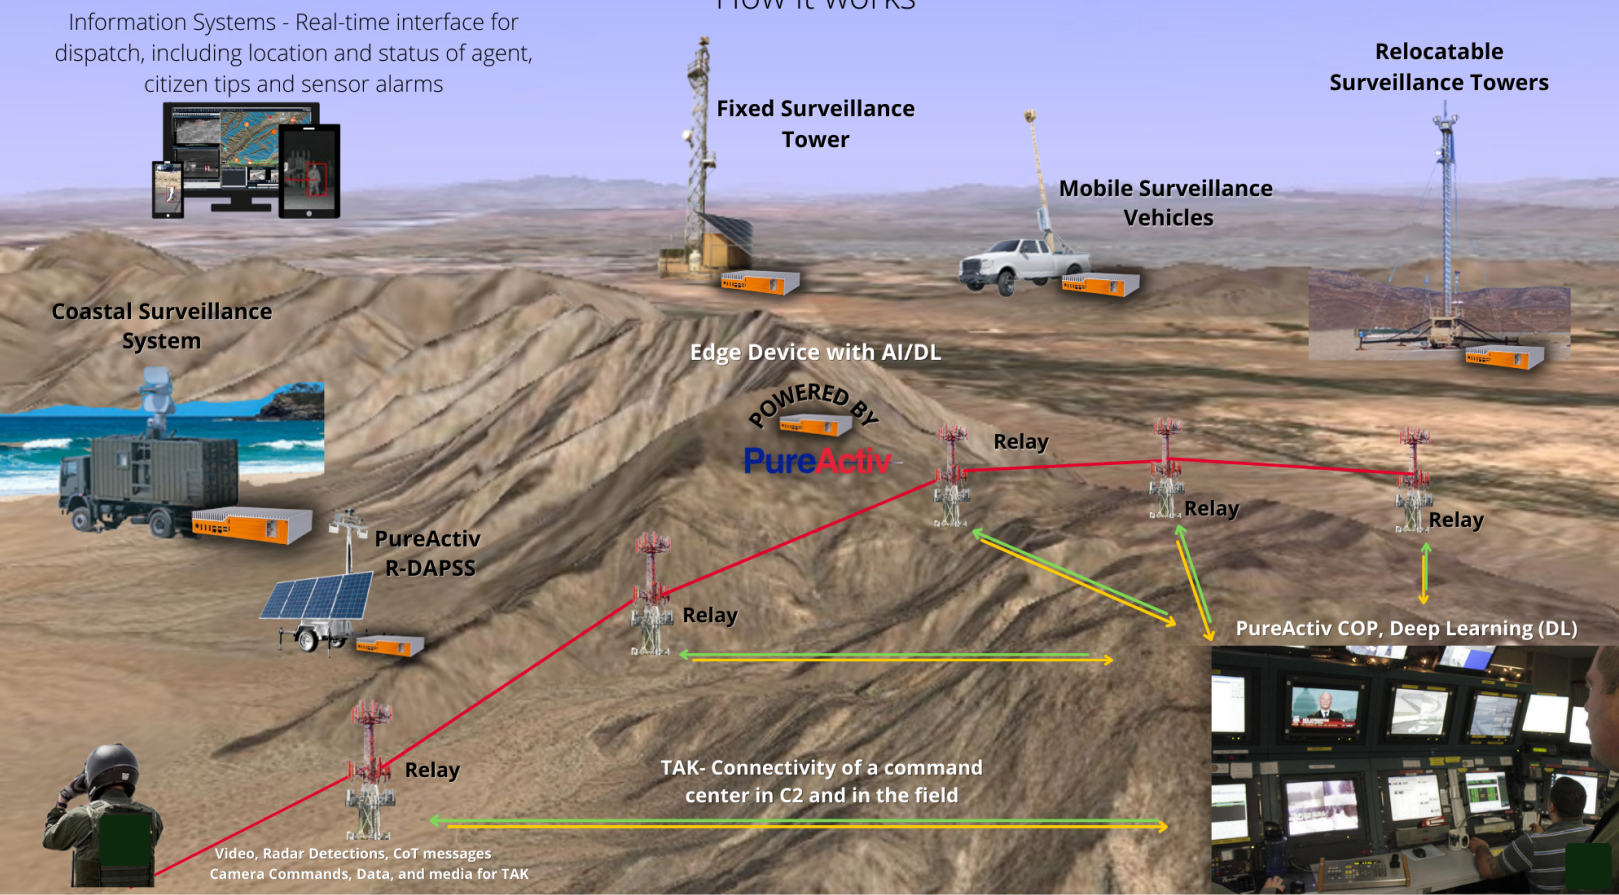 How it works
Information Systems - Real-time interface for
dispatch, including location and status of agent,
citizen tips and sensor alarms
Fixed Surveillance
Tower
Relocatable
Surveillance Towers
Mobile Surveillance
Vehicles
Coastal Surveillance
System
Edge Device with AI/DL
POWERED BY
PureActiv
Relay
Relay
Relay
PureActiv
R-DAPSS
Relay
PureActiv COP, Deep Learning (DL)
Relay
TAK- Connectivity of a command
center in C2 and in the field
Video, Radar Detections, CoT messages
Camera Commands, Data, and media for TAK